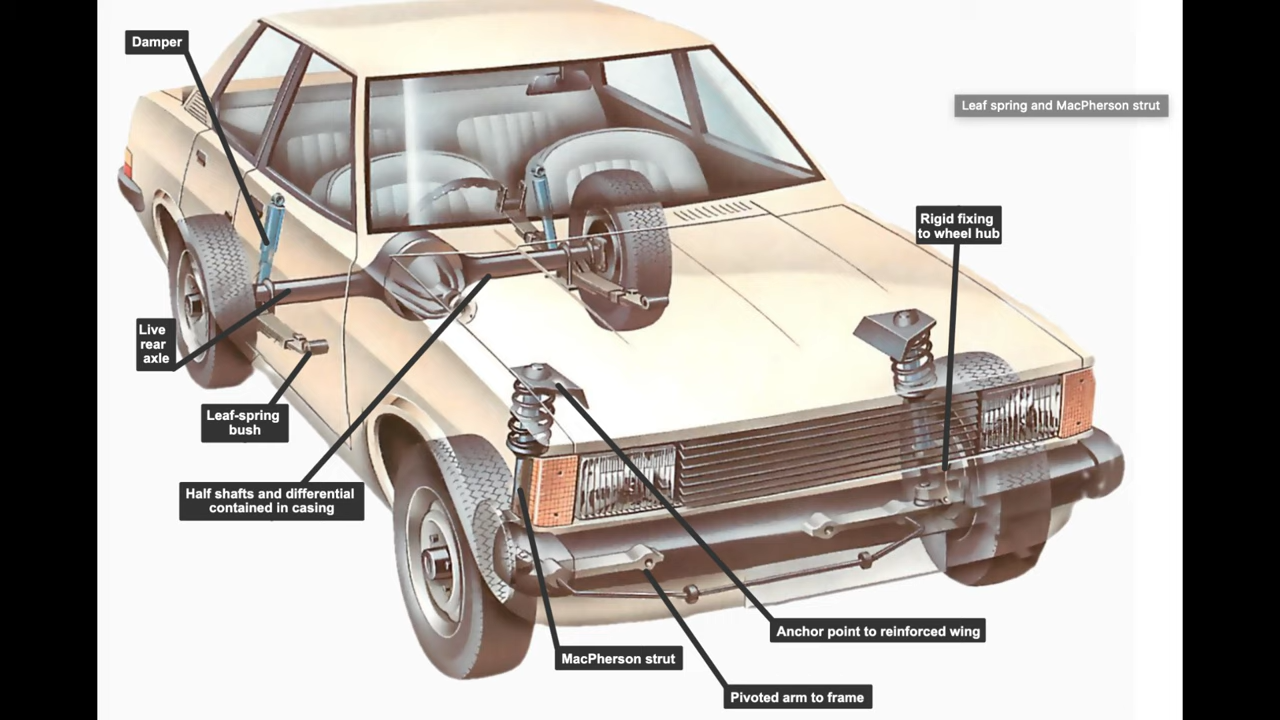 Damper
Leaf spring and MacPherson strut
Rigid fixing
to wheel hub
Live
rear
axle
Leaf-spring
bush
Half shafts and differential
contained in casing
Anchor point to reinforced wing
MacPherson strut
Pivoted arm to frame